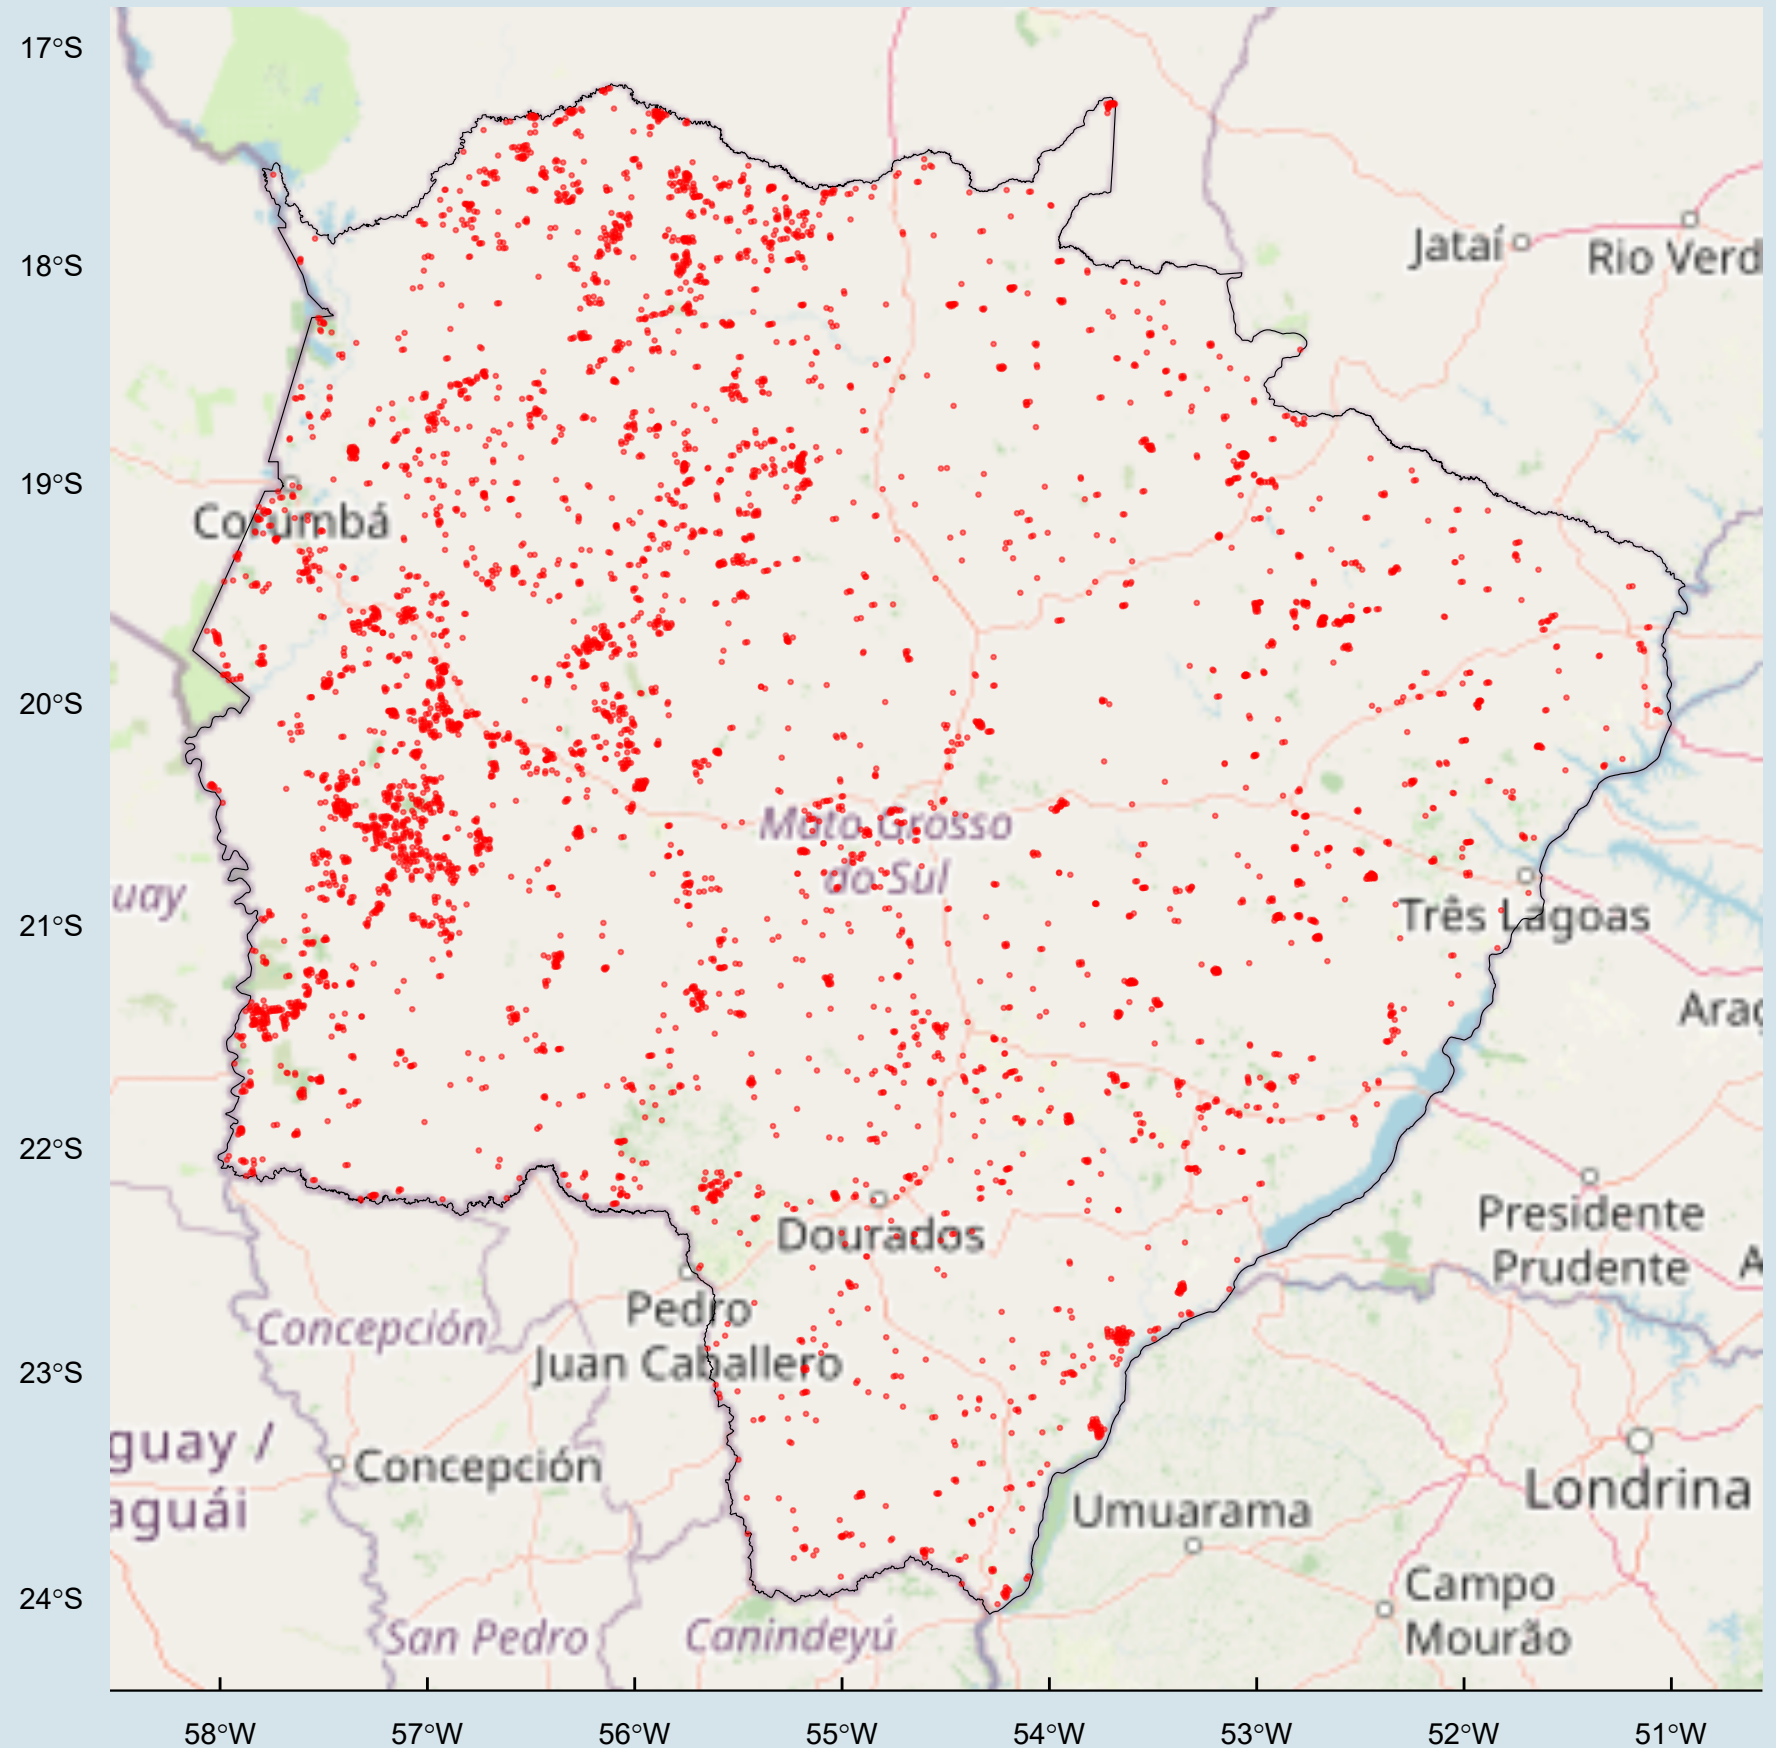 17°S
Jataí
Rio Verd
18°S
19°S
Corumbá
20°S
Mato Grosso
do Sul
uay
21°S
Três Lagoas
Araç
22°S
Dourados
Presidente
Prudente
A
Pedro
Juan Caballero
Concepción
23°S
guay /
aguái
Concepción
Londrina
Umuarama
24°S
Campo
Mourão
San Pedro
Canindeyú
58°W
57°W
56°W
55°W
54°W
53°W
52°W
51°W